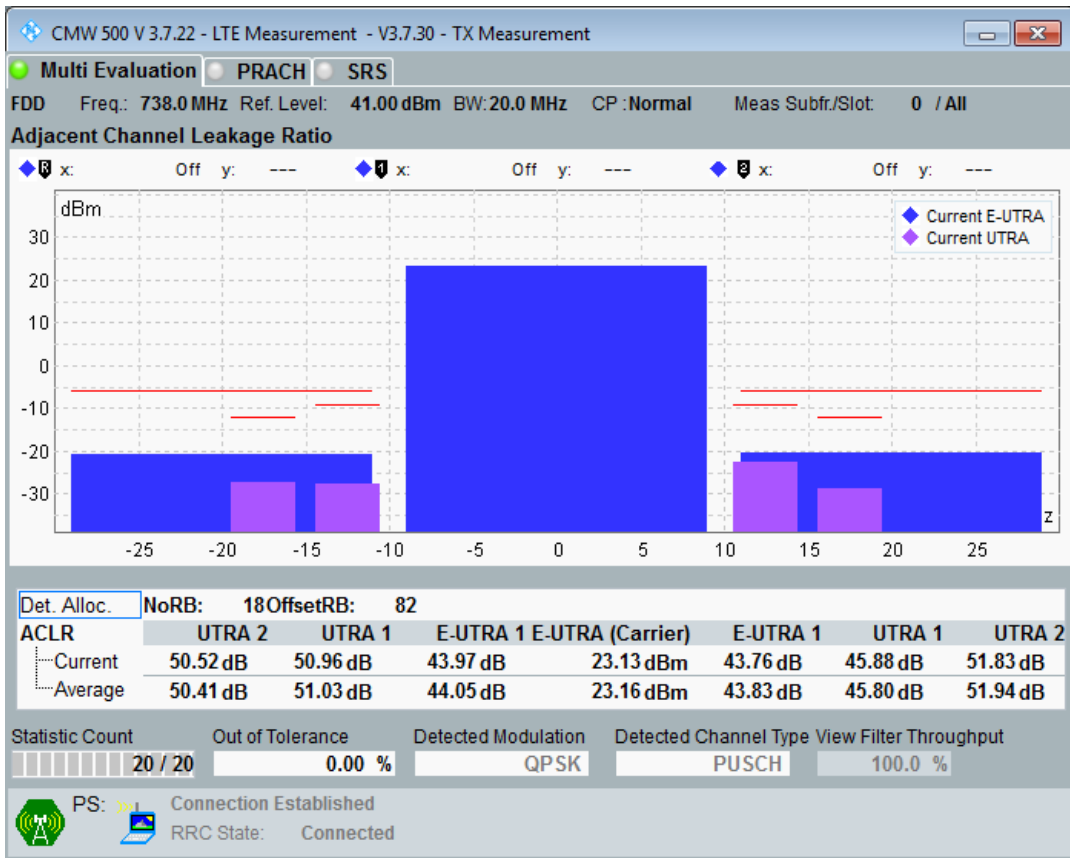 CMW 500 V 3.7.22 - LTE Measurement - V3.7.30 - TX Measurement
Multi Evaluation PRACH SRS
FDD Freq.: 738.0 MHz Ref. Level: 41.00 dBm BW: 20.0 MHz CP : Normal Meas Subfr./Slot: 0 / All
Adjacent Channel Leakage Ratio
R x: Off y: --- 1 x: Off y: --- 2 x: Off y: ---
dBm
Current E-UTRA
Current UTRA
30
20
10
0
-10
-20
-30
z
-25 -20 -15 -10 -5 0 5 10 15 20 25
Det. Alloc. NoRB: 18 OffsetRB: 82
ACLR UTRA 2 UTRA 1 E-UTRA 1 E-UTRA (Carrier) E-UTRA 1 UTRA 1 UTRA 2
Current 50.52 dB 50.96 dB 43.97 dB 23.13 dBm 43.76 dB 45.88 dB 51.83 dB
Average 50.41 dB 51.03 dB 44.05 dB 23.16 dBm 43.83 dB 45.80 dB 51.94 dB
Statistic Count Out of Tolerance Detected Modulation Detected Channel Type View Filter Throughput
20 / 20 0.00 % QPSK PUSCH 100.0 %
PS: Connection Established
RRC State: Connected